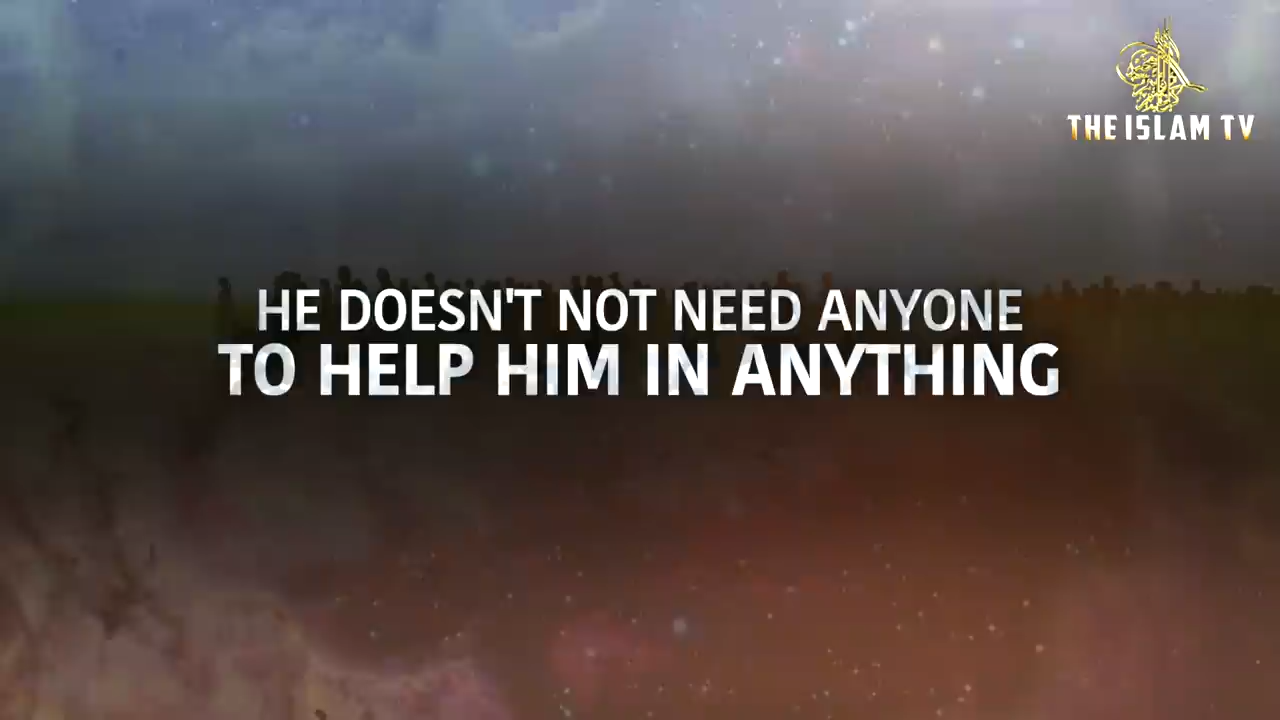 THE ISLAM TV
HE DOESN'T NOT NEED ANYONE
TO HELP HIM IN ANYTHING